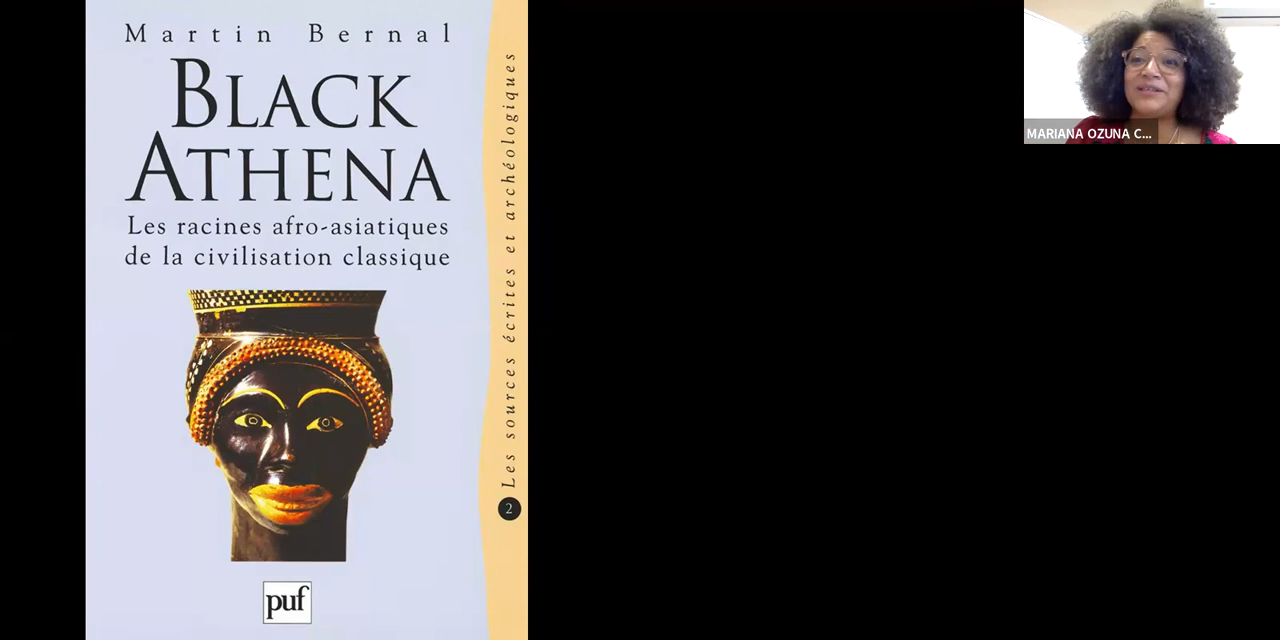 Martin Bernal
BLACK
ATHENA
Les racines afro-asiatiques
de la civilisation classique
Les sources écrites et archéologiques
2
puf
MARIANA OZUNA C...